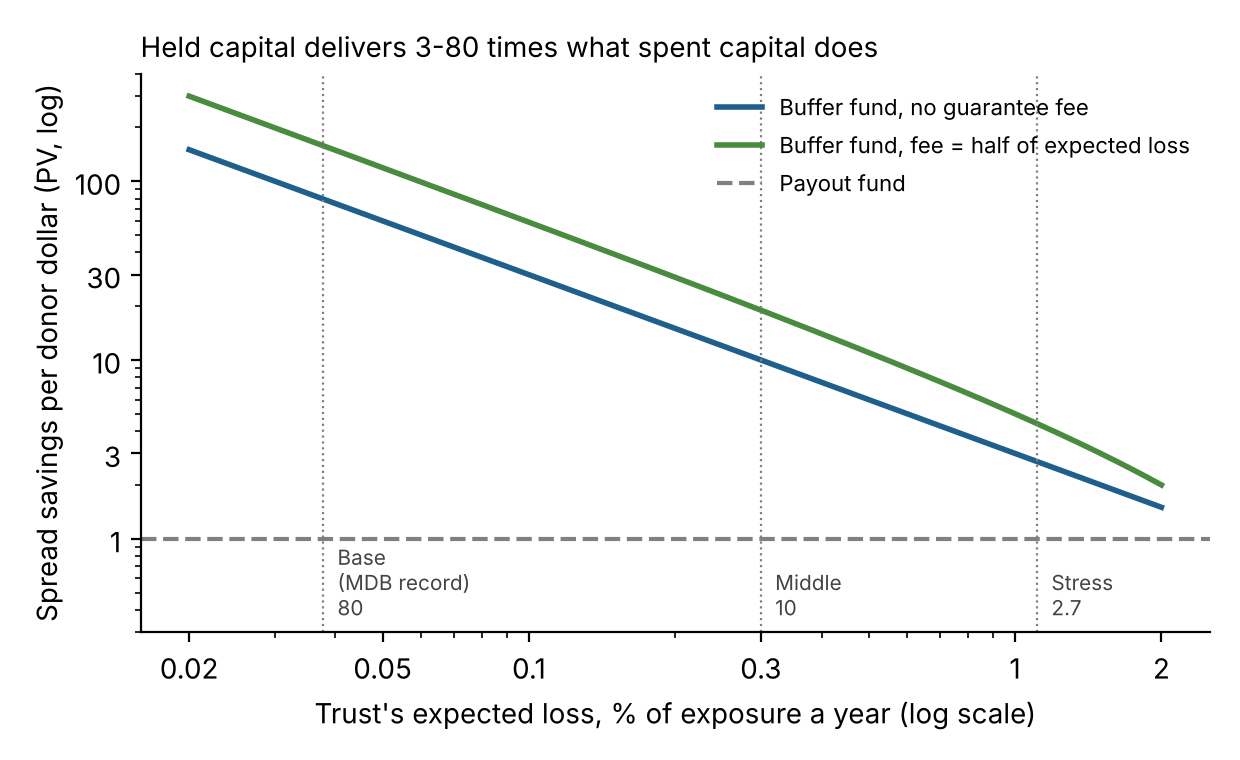 Held capital delivers 3-80 times what spent capital does
Spread savings per donor dollar (PV, log)
100
30
10
3
1
Buffer fund, no guarantee fee
Buffer fund, fee = half of expected loss
Payout fund
Base
(MDB record)
80
Middle
10
Stress
2.7
0.02
0.05
0.1
0.3
1
2
Trust's expected loss, % of exposure a year (log scale)